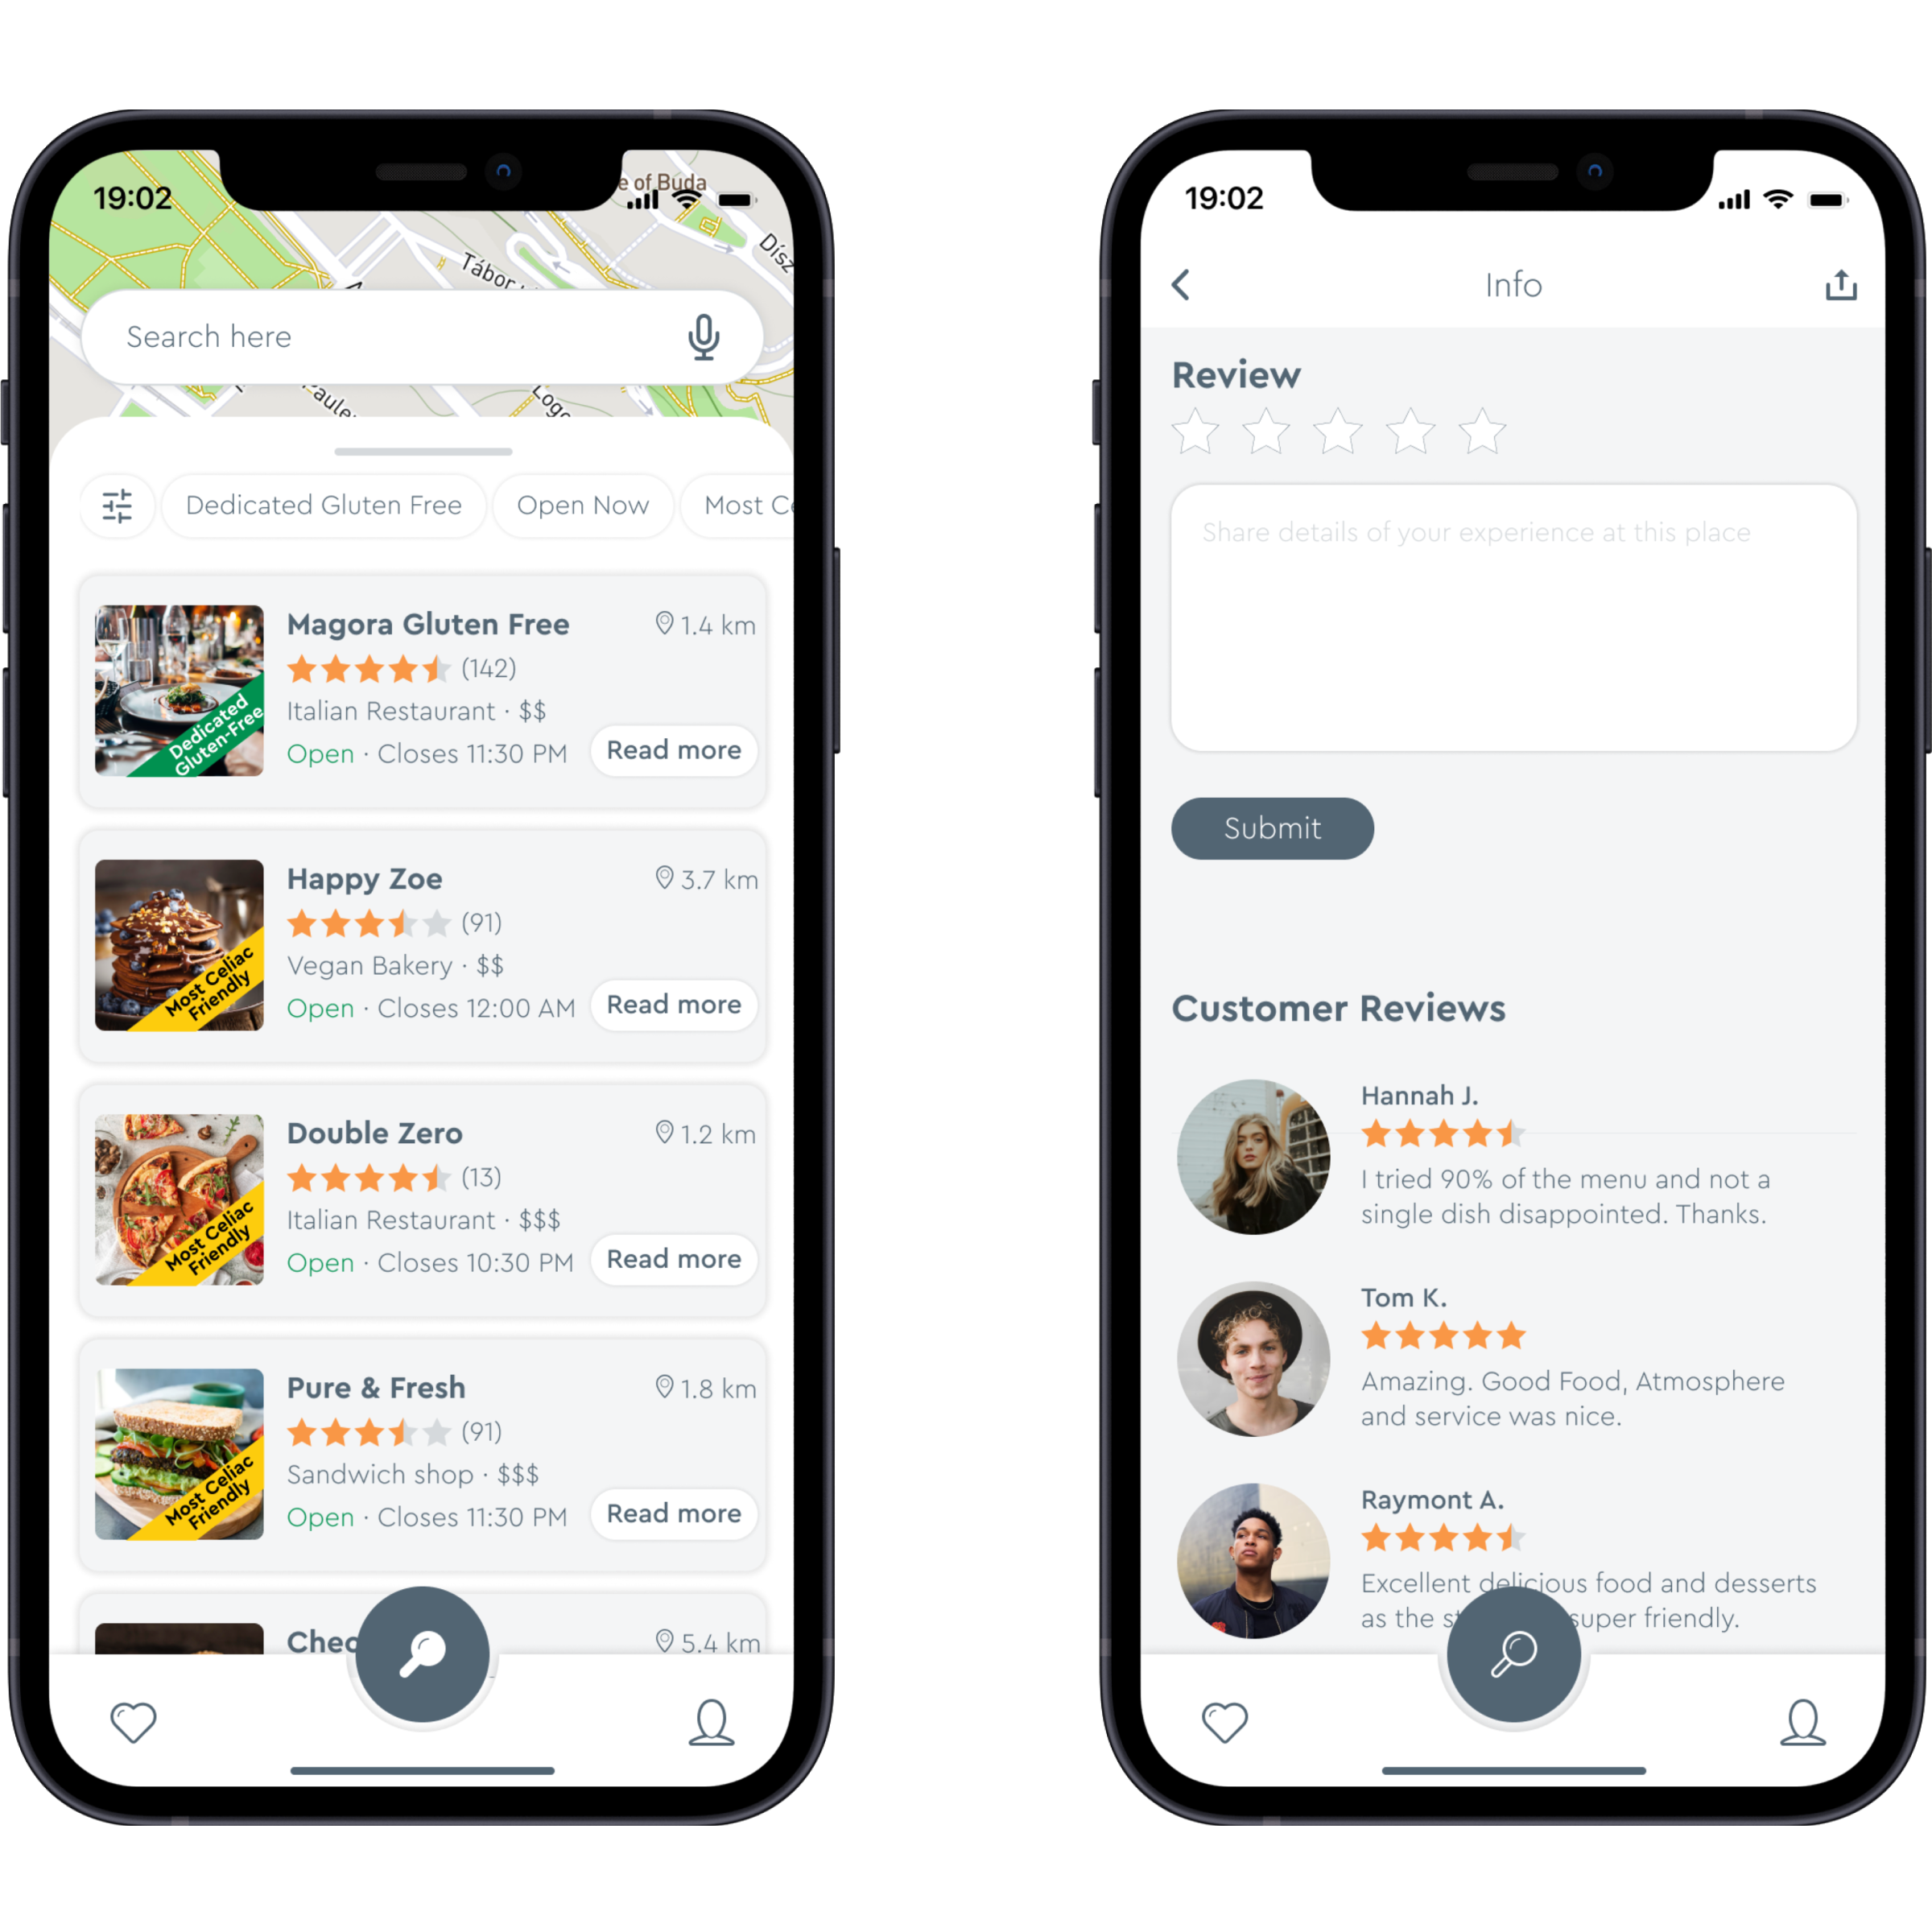 19:02
e of Buda
Dísz
Tábor
Search here
Logo
Dedicated Gluten Free
Open Now
Most Ce
Magora Gluten Free
1.4 km
(142)
Italian Restaurant · $$
Open · Closes 11:30 PM
Read more
Dedicated
Gluten-Free
Happy Zoe
3.7 km
(91)
Vegan Bakery · $$
Open · Closes 12:00 AM
Read more
Most Celiac
Friendly
Double Zero
1.2 km
(13)
Italian Restaurant · $$$
Open · Closes 10:30 PM
Read more
Most Celiac
Friendly
Pure & Fresh
1.8 km
(91)
Sandwich shop · $$$
Open · Closes 11:30 PM
Read more
Most Celiac
Friendly
5.4 km
19:02
Info
Review
Share details of your experience at this place
Submit
Customer Reviews
Hannah J.
I tried 90% of the menu and not a
single dish disappointed. Thanks.
Tom K.
Amazing. Good Food, Atmosphere
and service was nice.
Raymont A.
Excellent delicious food and desserts
as the super friendly.